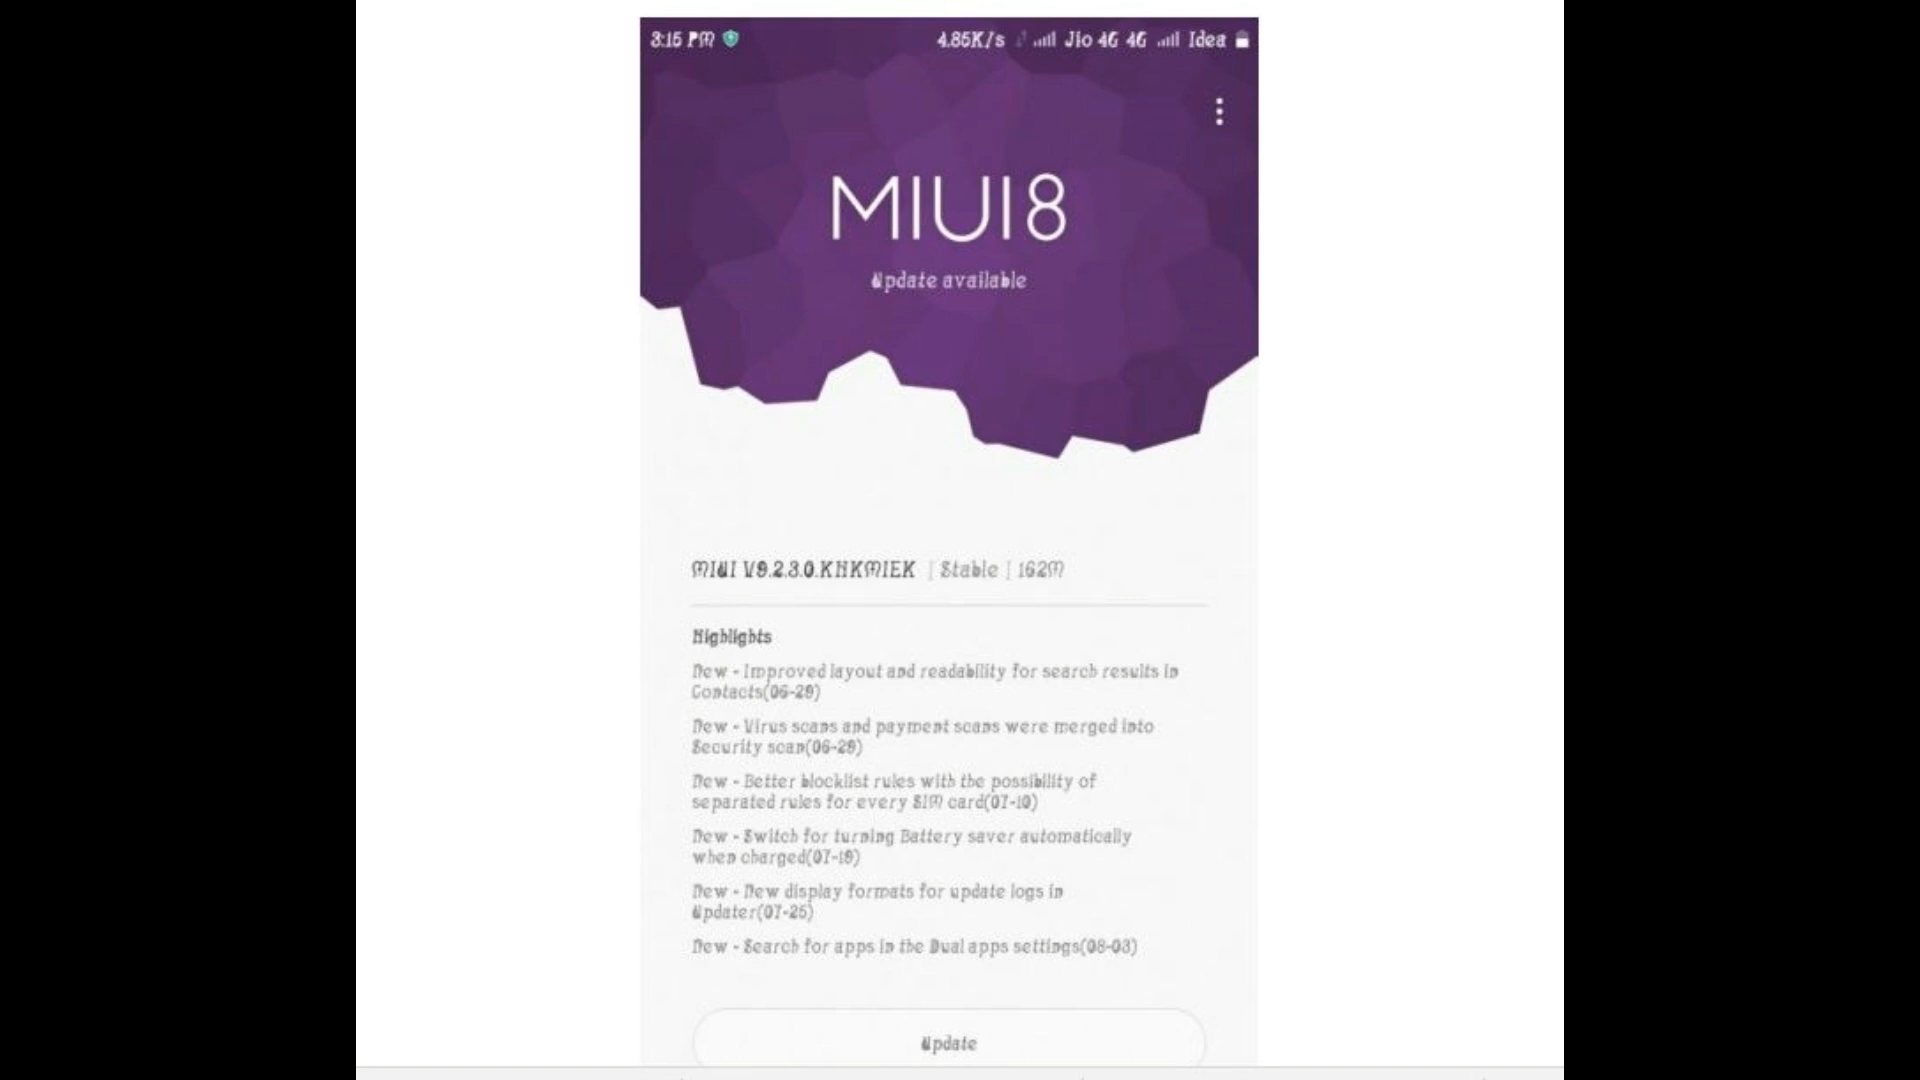 3:15 PM 4.85K/s Jio 4G 4G Idea
MIUI8
Update available
MIUI V9.2.3.0.KHKMIEK | Stable | 162M
Highlights
New - Improved layout and readability for search results in
Contacts(06-29)
New - Virus scans and payment scans were merged into
Security scan(06-29)
New - Better blocklist rules with the possibility of
separated rules for every SIM card(07-10)
New - Switch for turning Battery saver automatically
when charged(07-19)
New - New display formats for update logs in
Updater(07-25)
New - Search for apps in the Dual apps settings(08-03)
Update